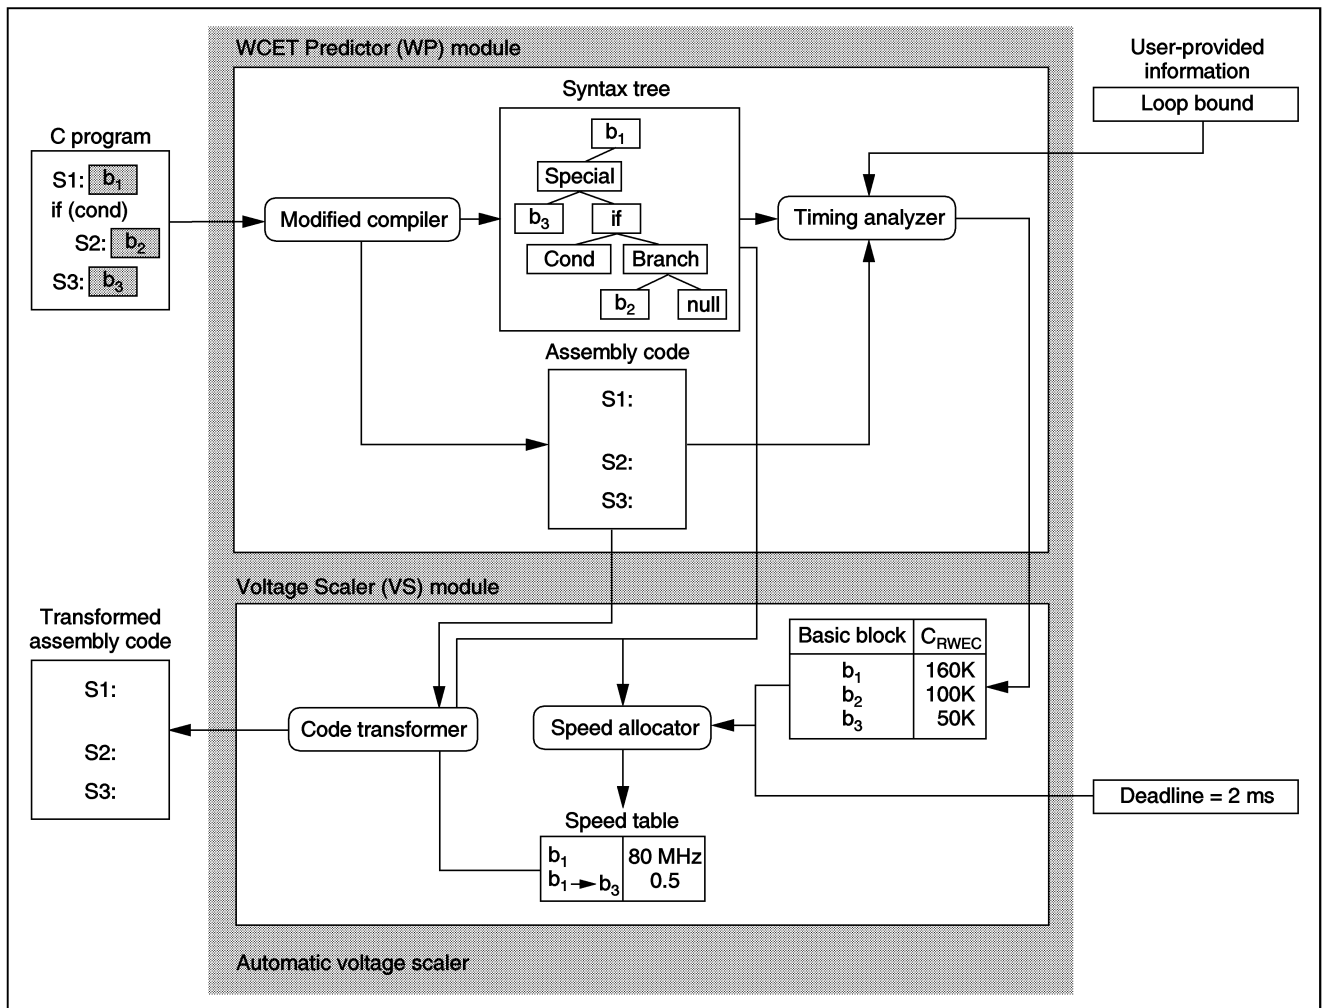 WCET Predictor (WP) module
User-provided
information
Loop bound
C program
S1: b1
if (cond)
S2: b2
S3: b3
Modified compiler
Syntax tree
b1
Special
b3
if
Cond
Branch
b2
null
Timing analyzer
Assembly code
S1:
S2:
S3:
Voltage Scaler (VS) module
Transformed
assembly code
S1:
S2:
S3:
Code transformer
Speed allocator
Basic block CRWEC
b1 160K
b2 100K
b3 50K
Deadline = 2 ms
Speed table
b1 80 MHz
b1→b3 0.5
Automatic voltage scaler